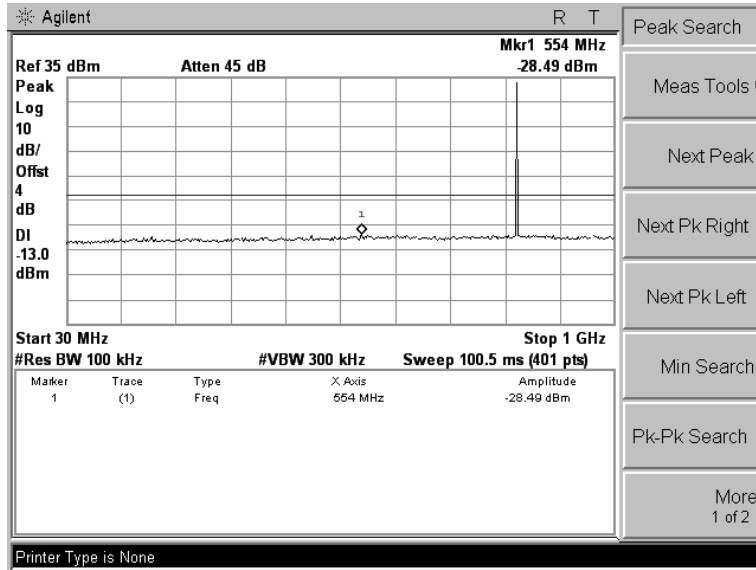 Agilent R T
Mkr1 554 MHz
Ref 35 dBm Atten 45 dB -28.49 dBm
Peak
Log
10
dB/
Offst
4
dB
DI
-13.0
dBm
1
Start 30 MHz Stop 1 GHz
#Res BW 100 kHz #VBW 300 kHz Sweep 100.5 ms (401 pts)
Marker Trace Type X Axis Amplitude
1 (1) Freq 554 MHz -28.49 dBm
Printer Type is None
Peak Search
Meas Tools
Next Peak
Next Pk Right
Next Pk Left
Min Search
Pk-Pk Search
More
1 of 2